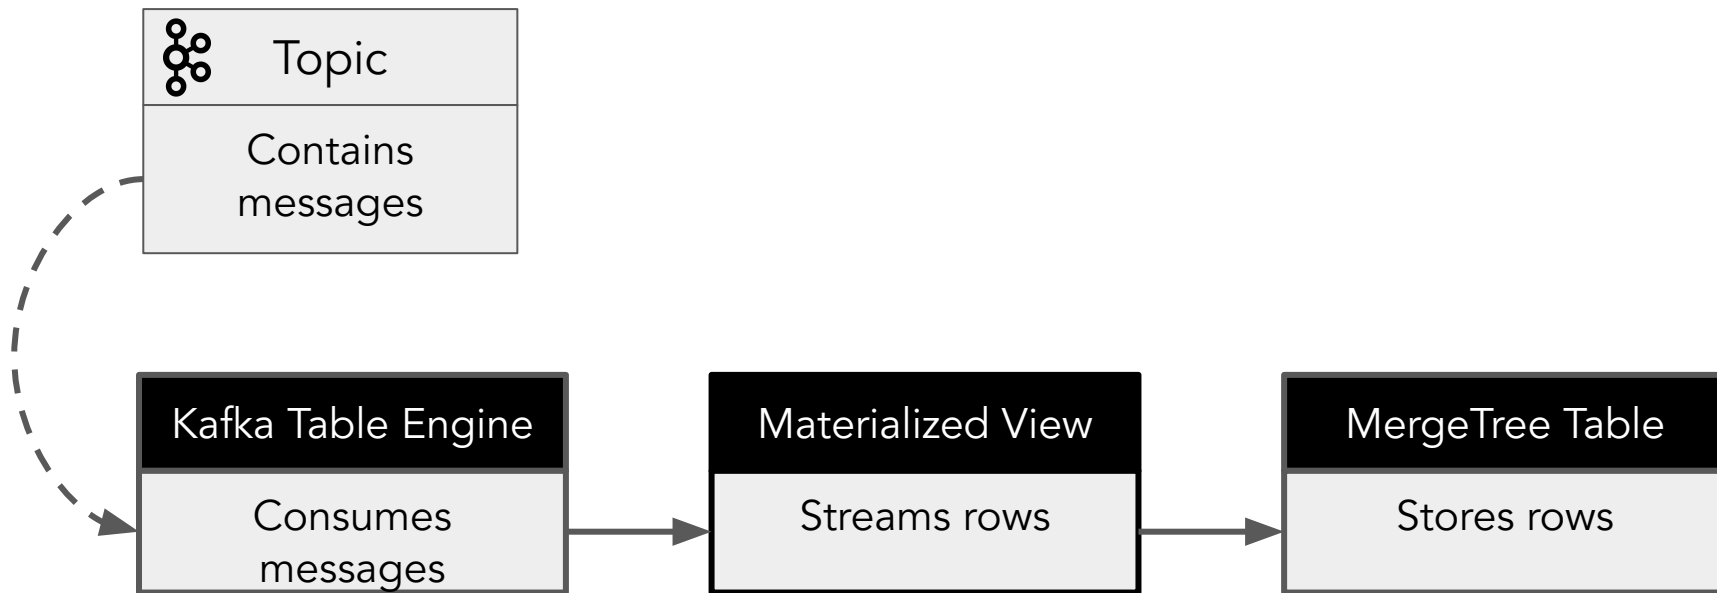 Topic
Contains
messages
Kafka Table Engine
Consumes
messages
Materialized View
Streams rows
MergeTree Table
Stores rows